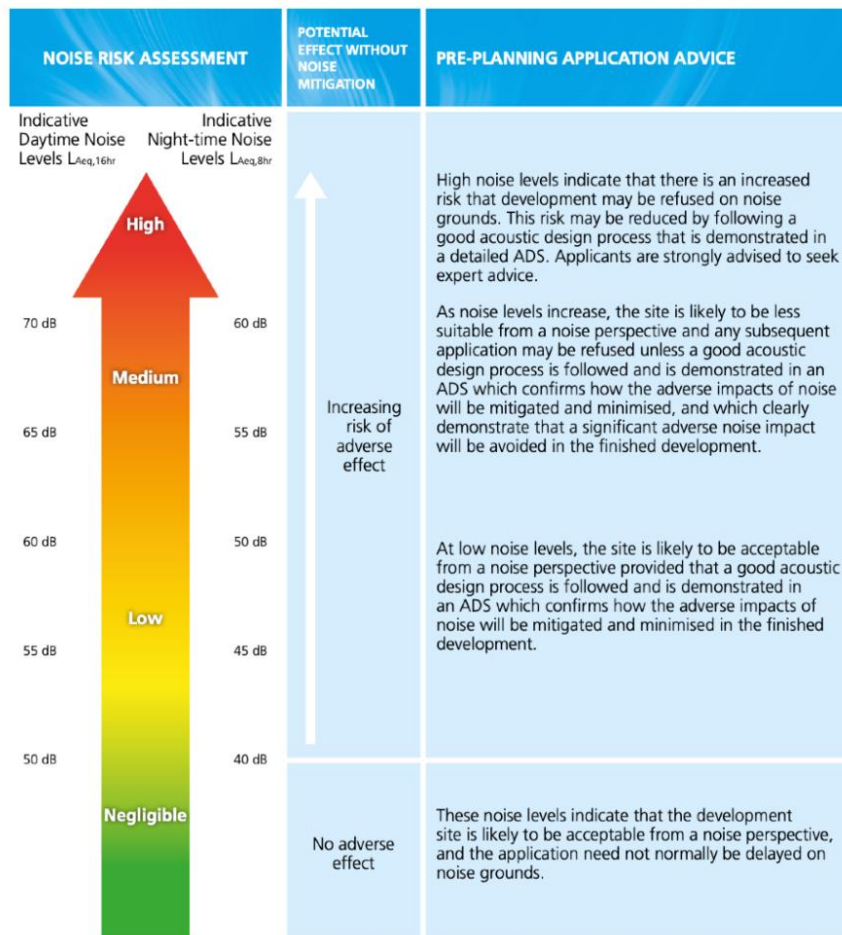 NOISE RISK ASSESSMENT
POTENTIAL
EFFECT WITHOUT
NOISE
MITIGATION
PRE-PLANNING APPLICATION ADVICE
Indicative
Daytime Noise
Levels LAeq,16hr
Indicative
Night-time Noise
Levels LAeq,8hr
High
70 dB
60 dB
Medium
65 dB
55 dB
60 dB
50 dB
Low
55 dB
45 dB
50 dB
40 dB
Negligible
Increasing
risk of
adverse
effect
No adverse
effect
High noise levels indicate that there is an increased
risk that development may be refused on noise
grounds. This risk may be reduced by following a
good acoustic design process that is demonstrated in
a detailed ADS. Applicants are strongly advised to seek
expert advice.
As noise levels increase, the site is likely to be less
suitable from a noise perspective and any subsequent
application may be refused unless a good acoustic
design process is followed and is demonstrated in an
ADS which confirms how the adverse impacts of noise
will be mitigated and minimised, and which clearly
demonstrate that a significant adverse noise impact
will be avoided in the finished development.
At low noise levels, the site is likely to be acceptable
from a noise perspective provided that a good acoustic
design process is followed and is demonstrated in
an ADS which confirms how the adverse impacts of
noise will be mitigated and minimised in the finished
development.
These noise levels indicate that the development
site is likely to be acceptable from a noise perspective,
and the application need not normally be delayed on
noise grounds.